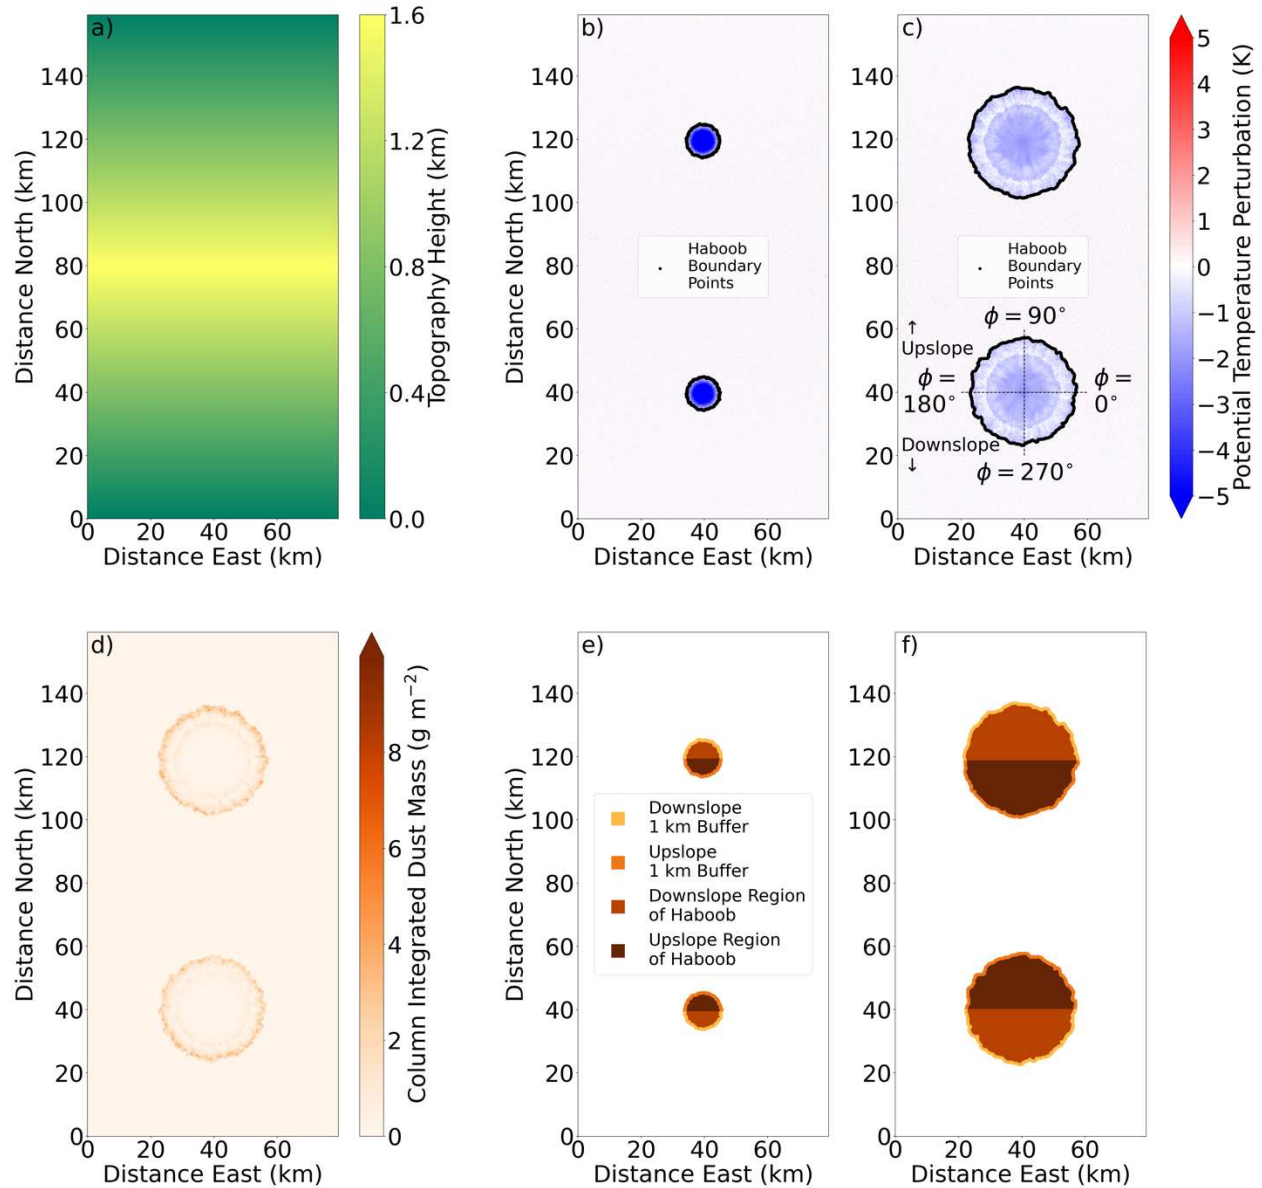 a)
Distance North (km)
140
120
100
80
60
40
20
0
0 20 40 60
Distance East (km)
1.6
1.2
0.8
0.4
0.0
Topography Height (km)
b)
Distance North (km)
140
120
100
80
60
40
20
0
0 20 40 60
Distance East (km)
Haboob
Boundary
Points
c)
140
120
100
80
60
40
20
0
0 20 40 60
Distance East (km)
Haboob
Boundary
Points
ϕ = 90°
↑
Upslope
ϕ =
180°
ϕ =
0°
Downslope
↓
ϕ = 270°
5
4
3
2
1
0
−1
−2
−3
−4
−5
Potential Temperature Perturbation (K)
d)
Distance North (km)
140
120
100
80
60
40
20
0
0 20 40 60
Distance East (km)
8
6
4
2
0
Column Integrated Dust Mass (g m⁻²)
e)
Distance North (km)
140
120
100
80
60
40
20
0
0 20 40 60
Distance East (km)
Downslope
1 km Buffer
Upslope
1 km Buffer
Downslope Region
of Haboob
Upslope Region
of Haboob
f)
140
120
100
80
60
40
20
0
0 20 40 60
Distance East (km)